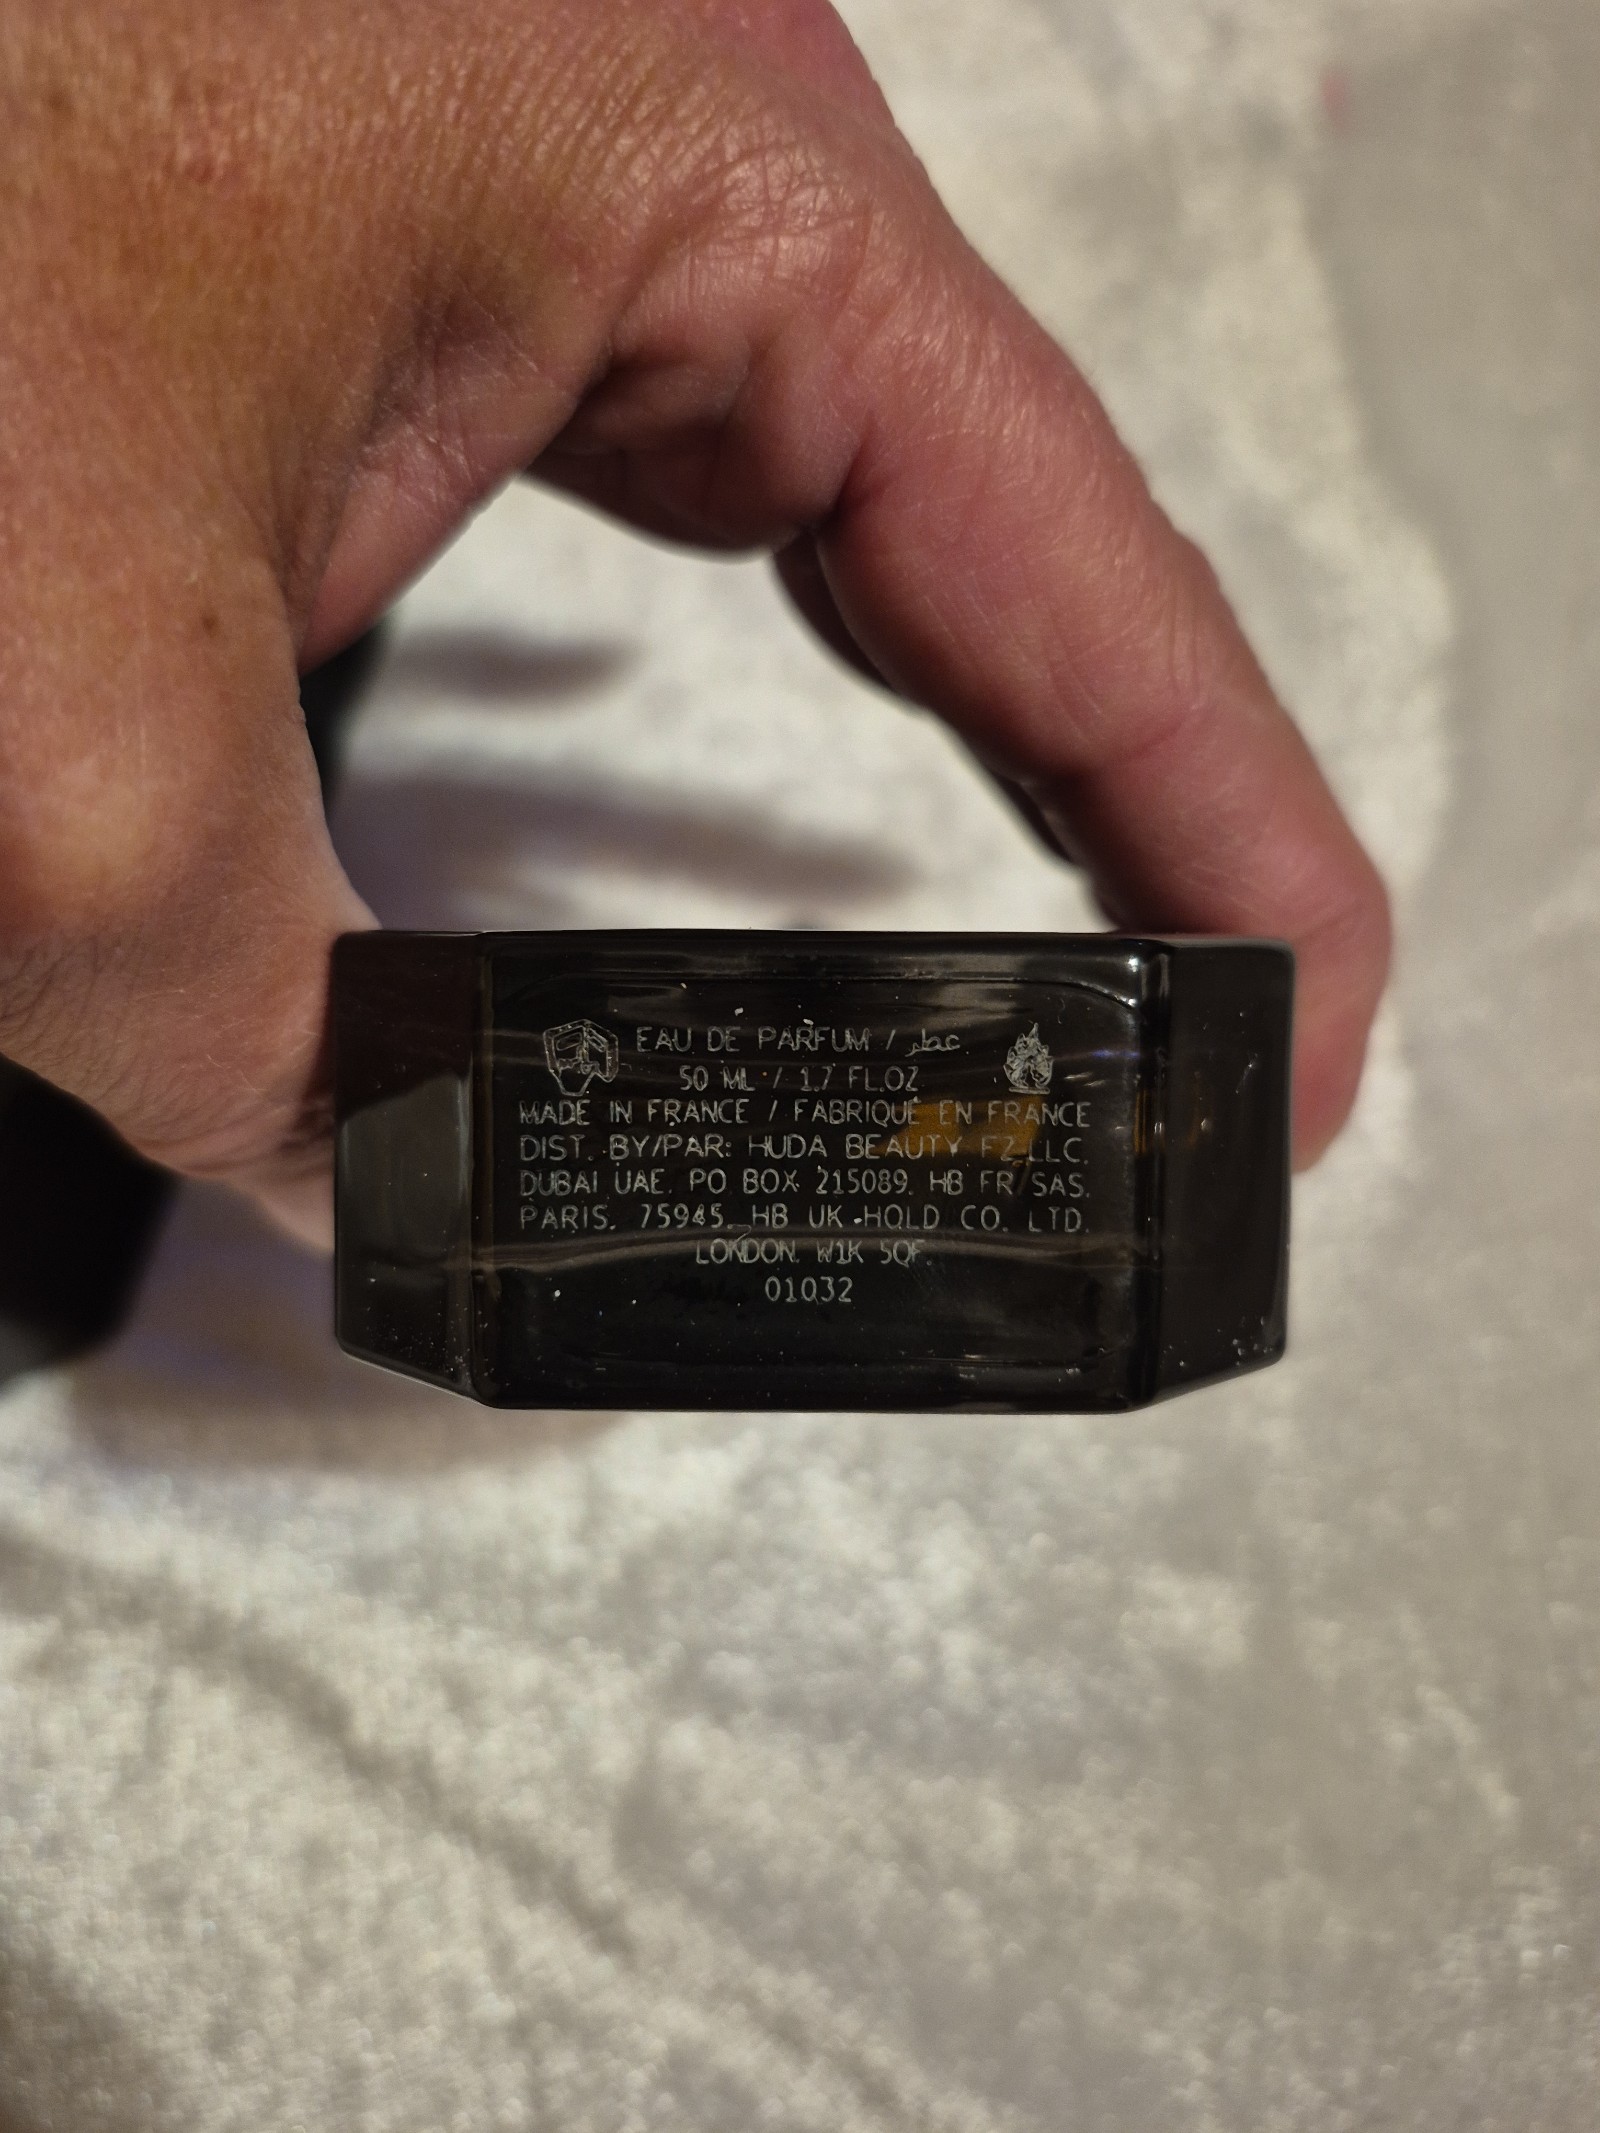 EAU DE PARFUM / عطر
50 ML / 1.7 FL.OZ
MADE IN FRANCE / FABRIQUÉ EN FRANCE
DIST. BY/PAR: HUDA BEAUTY FZ LLC.
DUBAI UAE. PO BOX 215089. HB FR SAS.
PARIS. 75945. HB UK HOLD CO. LTD.
LONDON. W1K 5QF.
01032